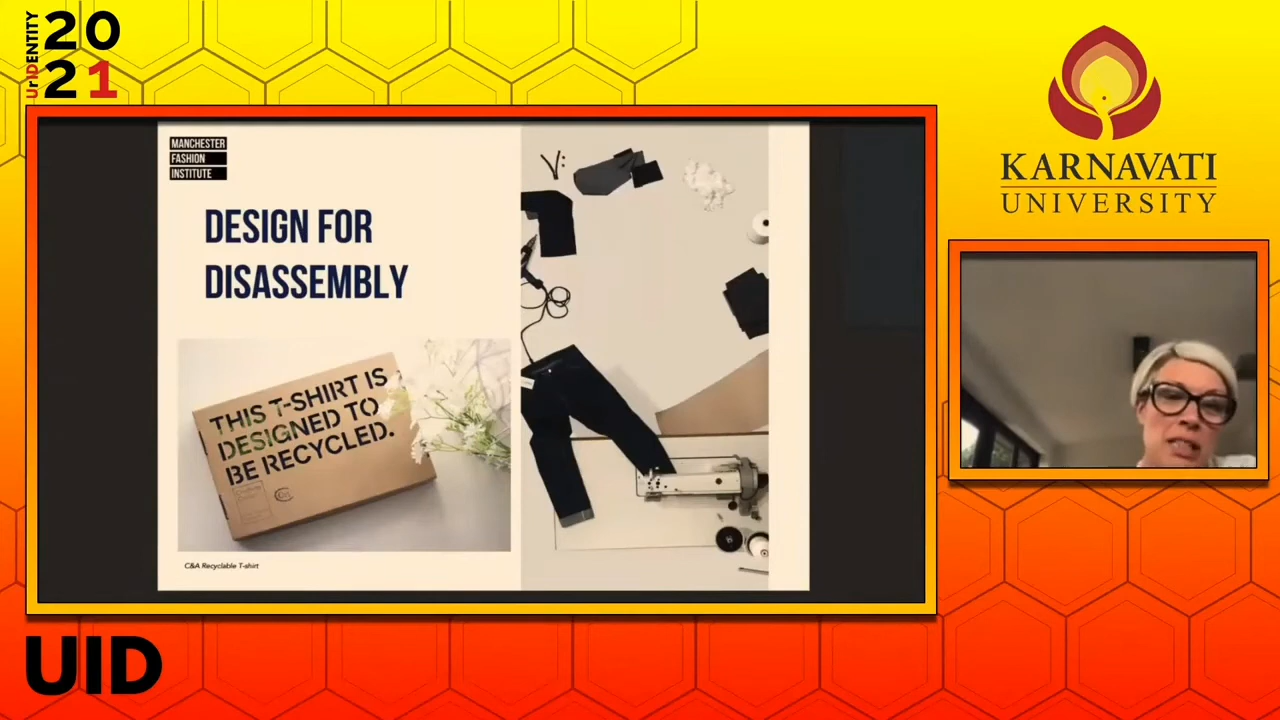 UrIDENTITY
20
21
MANCHESTER
FASHION
INSTITUTE
DESIGN FOR
DISASSEMBLY
THIS T-SHIRT IS
DESIGNED TO
BE RECYCLED.
C&A Recyclable T-shirt
KARNAVATI
UNIVERSITY
UID